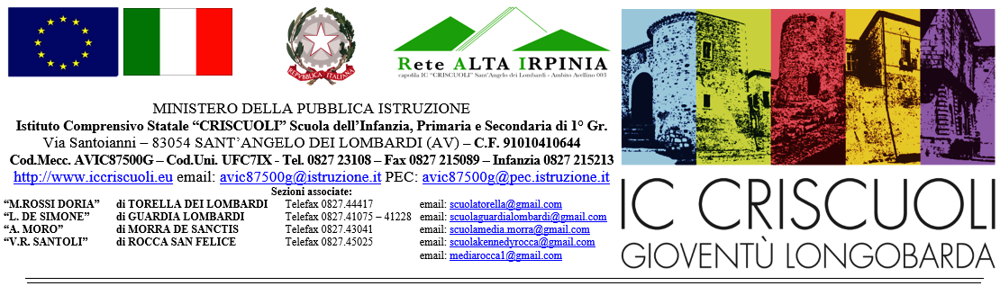 REPVBBLICA ITALIANA
Rete ALTA IRPINIA
capofila IC "CRISCUOLI" Sant'Angelo dei Lombardi - Ambito Avellino 003
MINISTERO DELLA PUBBLICA ISTRUZIONE
Istituto Comprensivo Statale “CRISCUOLI” Scuola dell’Infanzia, Primaria e Secondaria di 1° Gr.
Via Santoianni – 83054 SANT’ANGELO DEI LOMBARDI (AV) – C.F. 91010410644
Cod.Mecc. AVIC87500G – Cod.Uni. UFC7IX - Tel. 0827 23108 – Fax 0827 215089 – Infanzia 0827 215213
http://www.iccriscuoli.eu email: avic87500g@istruzione.it PEC: avic87500g@pec.istruzione.it
Sezioni associate:
“M.ROSSI DORIA” di TORELLA DEI LOMBARDI Telefax 0827.44417 email: scuolatorella@gmail.com
“L. DE SIMONE” di GUARDIA LOMBARDI Telefax 0827.41075 – 41228 email: scuolaguardialombardi@gmail.com
“A. MORO” di MORRA DE SANCTIS Telefax 0827.43041 email: scuolamedia.morra@gmail.com
“V.R. SANTOLI” di ROCCA SAN FELICE Telefax 0827.45025 email: scuolakennedyrocca@gmail.com
email: mediarocca1@gmail.com
IC CRISCUOLI
GIOVENTÙ LONGOBARDA